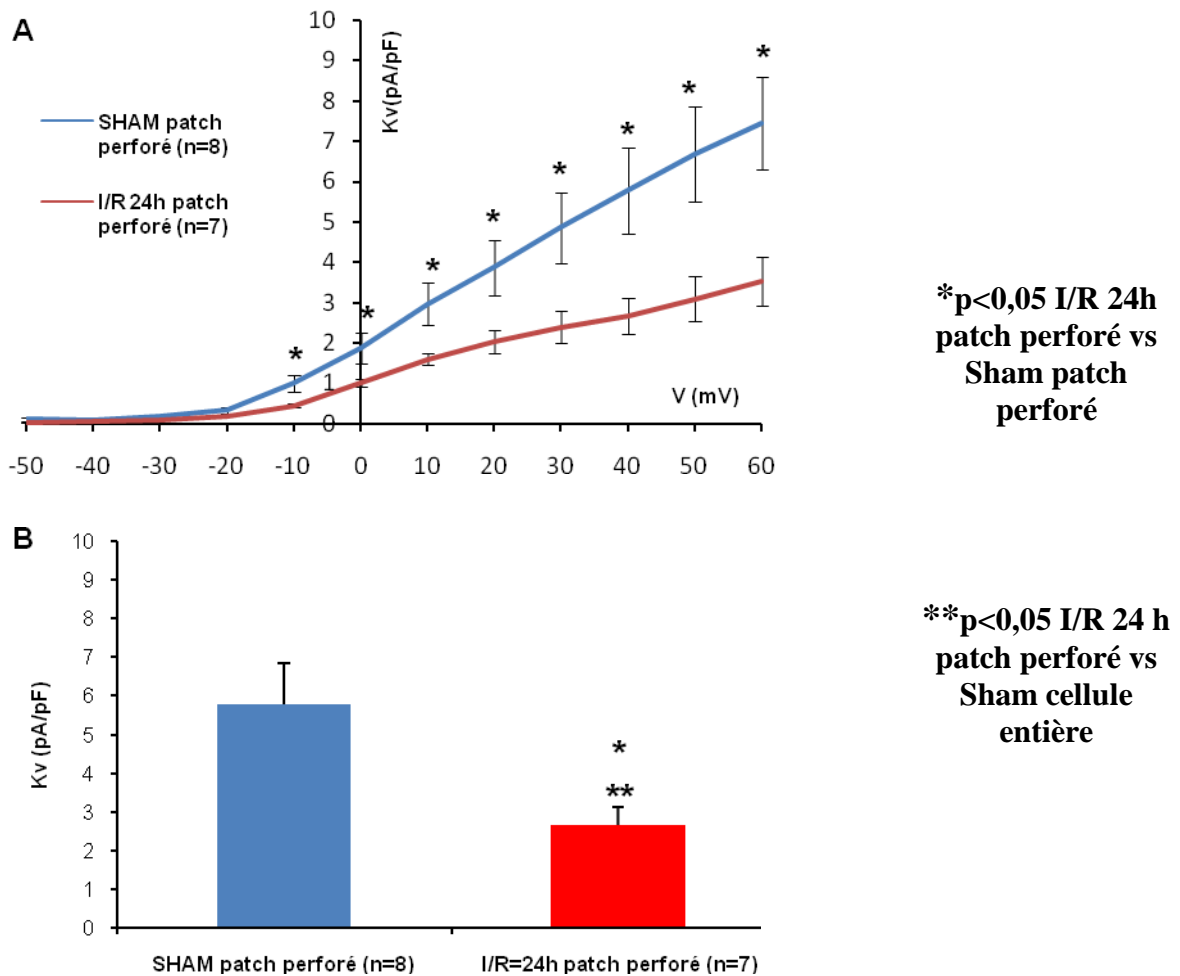 A
Kv(pA/pF)
10
9
8
7
6
5
4
3
2
1
0
* * * * * * * *
SHAM patch
perforé (n=8)
I/R 24h patch
perforé (n=7)
V (mV)
-50 -40 -30 -20 -10 0 10 20 30 40 50 60
*p<0,05 I/R 24h
patch perforé vs
Sham patch
perforé
B
Kv (pA/pF)
10
9
8
7
6
5
4
3
2
1
0
*
**
SHAM patch perforé (n=8) I/R=24h patch perforé (n=7)
**p<0,05 I/R 24 h
patch perforé vs
Sham cellule
entière